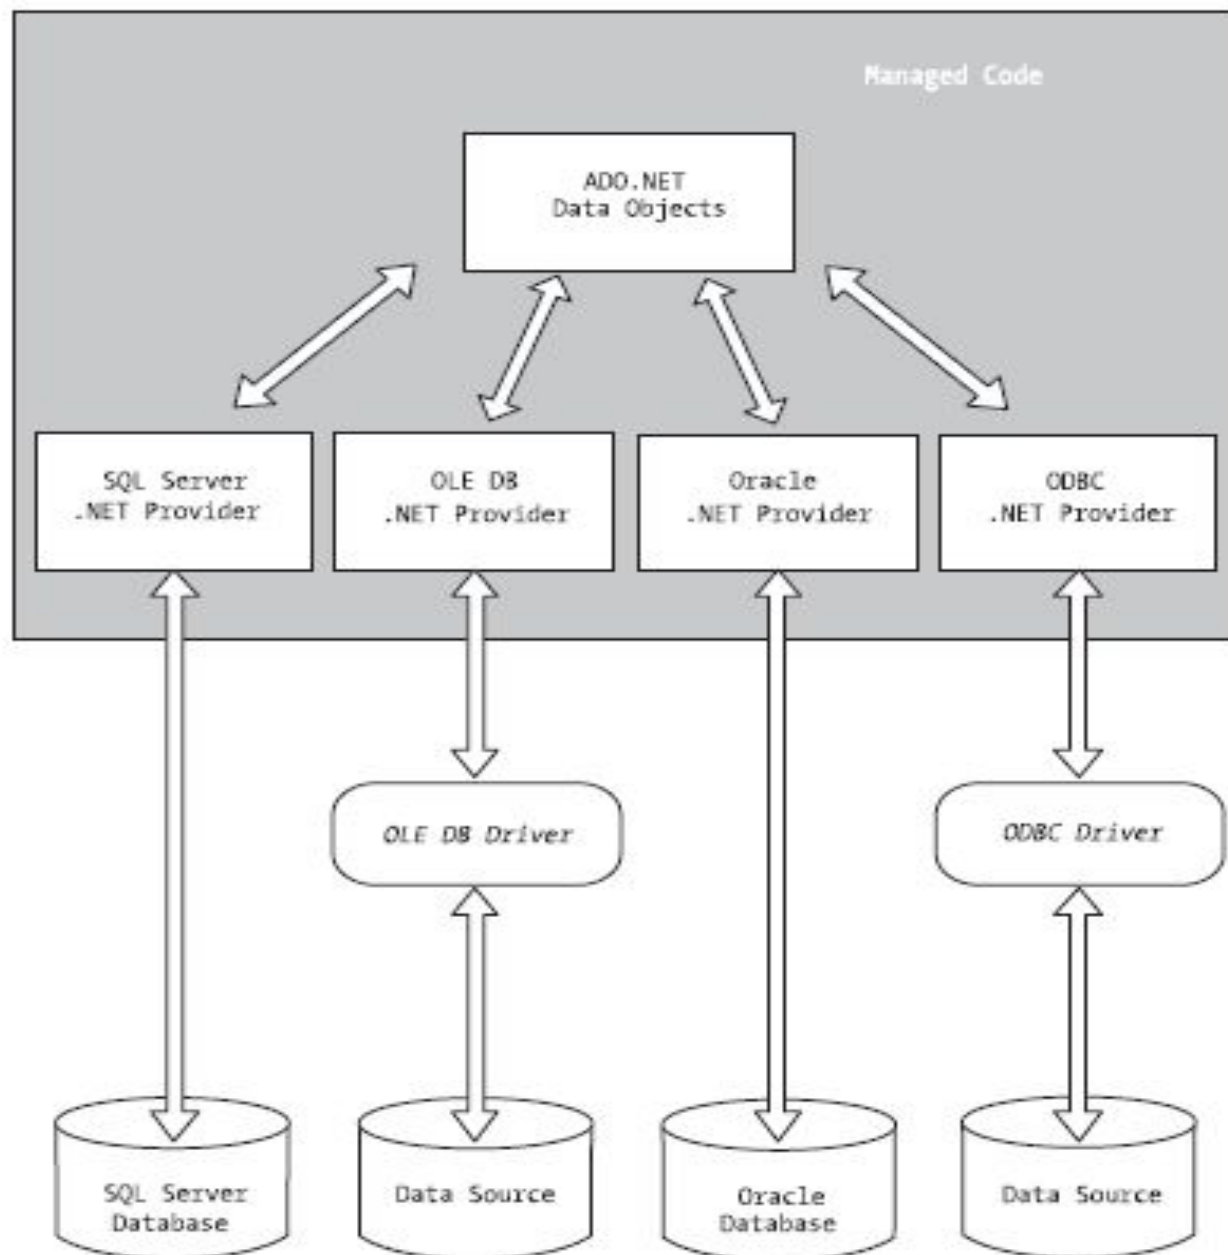 Managed Code
ADO.NET
Data Objects
SQL Server
.NET Provider
OLE DB
.NET Provider
Oracle
.NET Provider
ODBC
.NET Provider
OLE DB Driver
ODBC Driver
SQL Server
Database
Data Source
Oracle
Database
Data Source